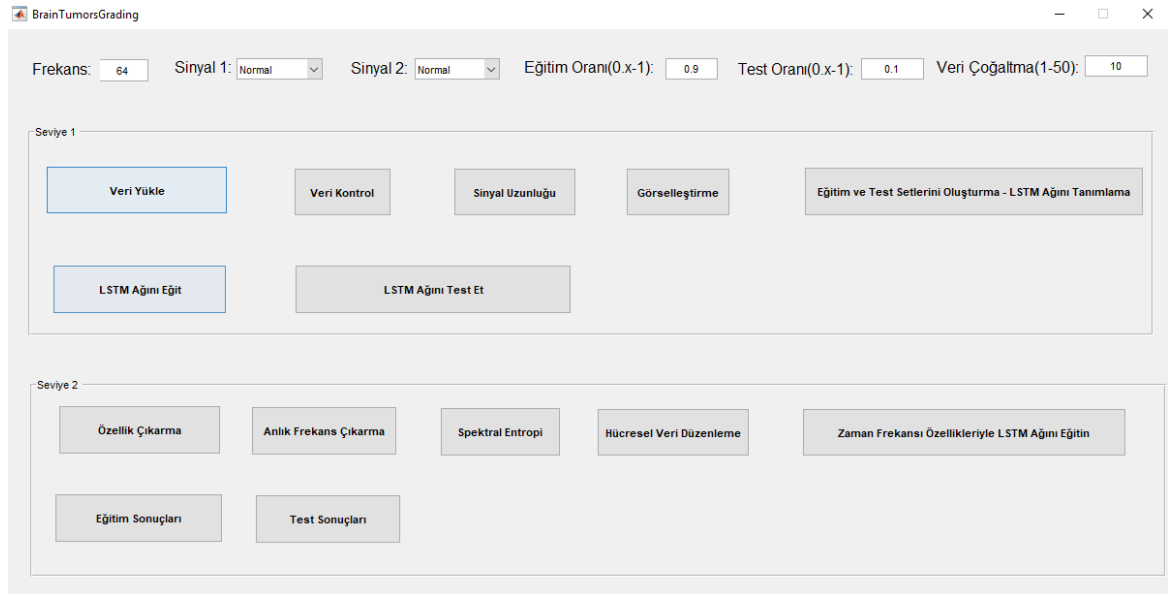 BrainTumorsGrading
Frekans: 64 Sinyal 1: Normal Sinyal 2: Normal Eğitim Oranı(0.x-1): 0.9 Test Oranı(0.x-1): 0.1 Veri Çoğaltma(1-50): 10
Seviye 1
Veri Yükle Veri Kontrol Sinyal Uzunluğu Görselleştirme Eğitim ve Test Setlerini Oluşturma - LSTM Ağını Tanımlama
LSTM Ağını Eğit LSTM Ağını Test Et
Seviye 2
Özellik Çıkarma Anlık Frekans Çıkarma Spektral Entropi Hücresel Veri Düzenleme Zaman Frekansı Özellikleriyle LSTM Ağını Eğitin
Eğitim Sonuçları Test Sonuçları